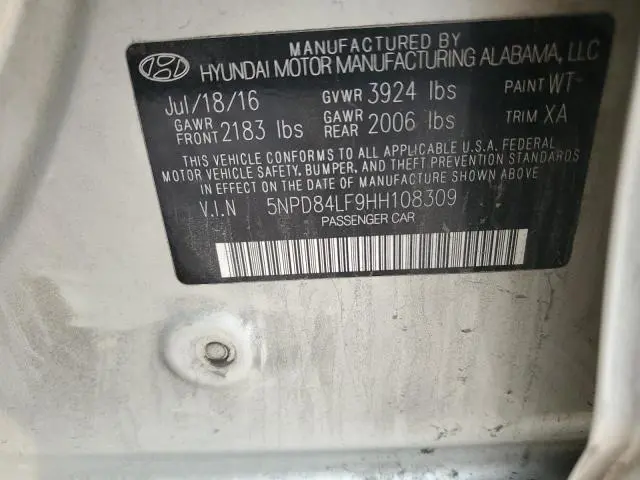 MANUFACTURED BY
HYUNDAI MOTOR MANUFACTURING ALABAMA, LLC
Jul/18/16 GVWR 3924 lbs PAINT WT
GAWR FRONT 2183 lbs GAWR REAR 2006 lbs TRIM XA
THIS VEHICLE CONFORMS TO ALL APPLICABLE U.S.A. FEDERAL
MOTOR VEHICLE SAFETY, BUMPER, AND THEFT PREVENTION STANDARDS
IN EFFECT ON THE DATE OF MANUFACTURE SHOWN ABOVE
V.I.N 5NPD84LF9HH108309
PASSENGER CAR